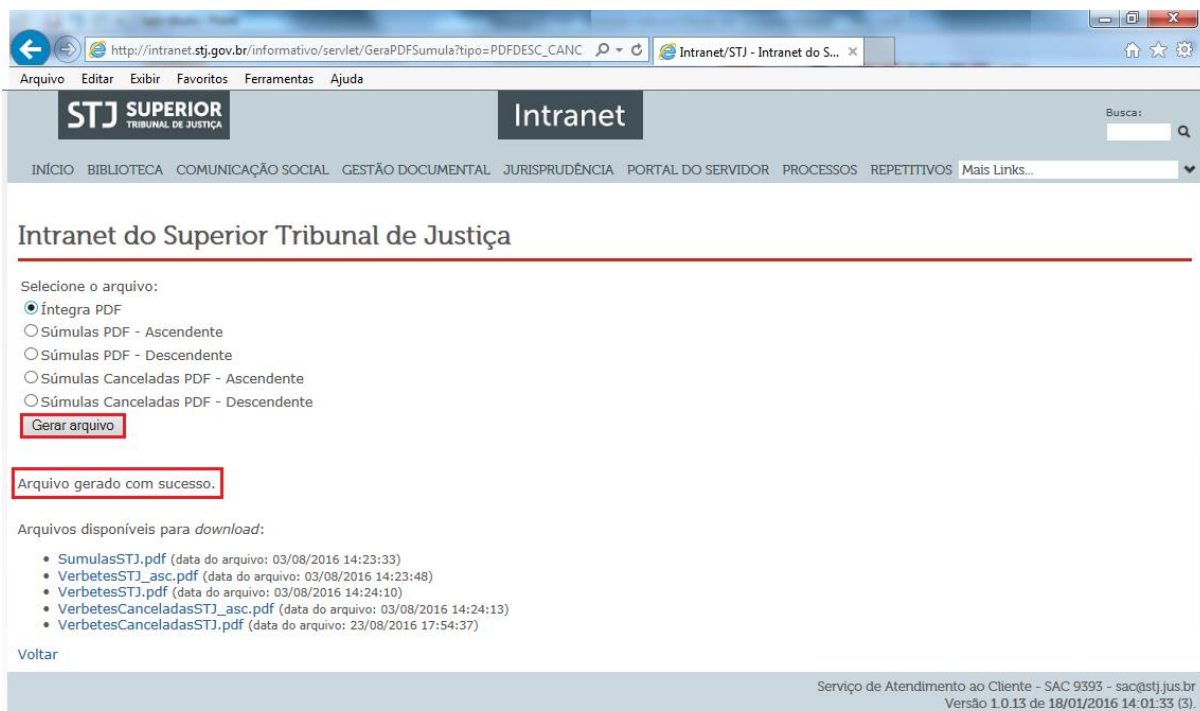 http://intranet.stj.gov.br/informativo/servlet/GeraPDFSumula?tipo=PDFDESC_CANC
Intranet/STJ - Intranet do S...
Arquivo Editar Exibir Favoritos Ferramentas Ajuda
STJ SUPERIOR
TRIBUNAL DE JUSTIÇA
Intranet
Busca:
INÍCIO BIBLIOTECA COMUNICAÇÃO SOCIAL GESTÃO DOCUMENTAL JURISPRUDÊNCIA PORTAL DO SERVIDOR PROCESSOS REPETITIVOS Mais Links...
Intranet do Superior Tribunal de Justiça
Selecione o arquivo:
Íntegra PDF
Súmulas PDF - Ascendente
Súmulas PDF - Descendente
Súmulas Canceladas PDF - Ascendente
Súmulas Canceladas PDF - Descendente
Gerar arquivo
Arquivo gerado com sucesso.
Arquivos disponíveis para download:
• SumulasSTJ.pdf (data do arquivo: 03/08/2016 14:23:33)
• VerbetesSTJ_asc.pdf (data do arquivo: 03/08/2016 14:23:48)
• VerbetesSTJ.pdf (data do arquivo: 03/08/2016 14:24:10)
• VerbetesCanceladasSTJ_asc.pdf (data do arquivo: 03/08/2016 14:24:13)
• VerbetesCanceladasSTJ.pdf (data do arquivo: 23/08/2016 17:54:37)
Voltar
Serviço de Atendimento ao Cliente - SAC 9393 - sac@stj.jus.br
Versão 1.0.13 de 18/01/2016 14:01:33 (3).